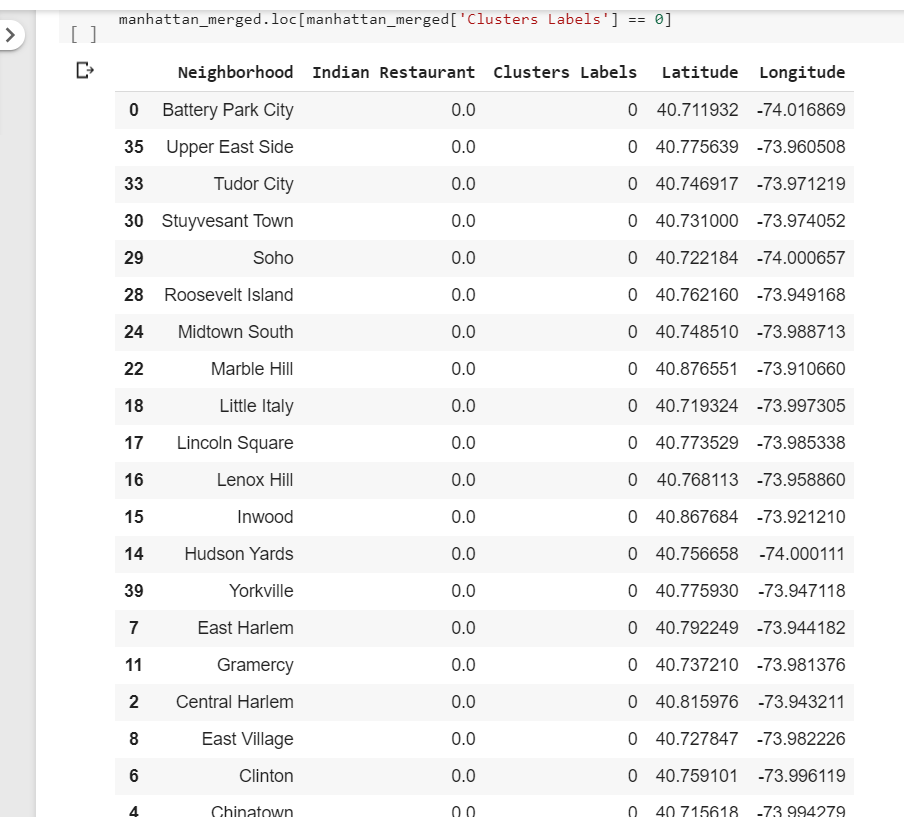 manhattan_merged.loc[manhattan_merged['Clusters Labels'] == 0]
[ ]
Neighborhood Indian Restaurant Clusters Labels Latitude Longitude
0 Battery Park City 0.0 0 40.711932 -74.016869
35 Upper East Side 0.0 0 40.775639 -73.960508
33 Tudor City 0.0 0 40.746917 -73.971219
30 Stuyvesant Town 0.0 0 40.731000 -73.974052
29 Soho 0.0 0 40.722184 -74.000657
28 Roosevelt Island 0.0 0 40.762160 -73.949168
24 Midtown South 0.0 0 40.748510 -73.988713
22 Marble Hill 0.0 0 40.876551 -73.910660
18 Little Italy 0.0 0 40.719324 -73.997305
17 Lincoln Square 0.0 0 40.773529 -73.985338
16 Lenox Hill 0.0 0 40.768113 -73.958860
15 Inwood 0.0 0 40.867684 -73.921210
14 Hudson Yards 0.0 0 40.756658 -74.000111
39 Yorkville 0.0 0 40.775930 -73.947118
7 East Harlem 0.0 0 40.792249 -73.944182
11 Gramercy 0.0 0 40.737210 -73.981376
2 Central Harlem 0.0 0 40.815976 -73.943211
8 East Village 0.0 0 40.727847 -73.982226
6 Clinton 0.0 0 40.759101 -73.996119
4 Chinatown 0.0 0 40.715618 -73.994279